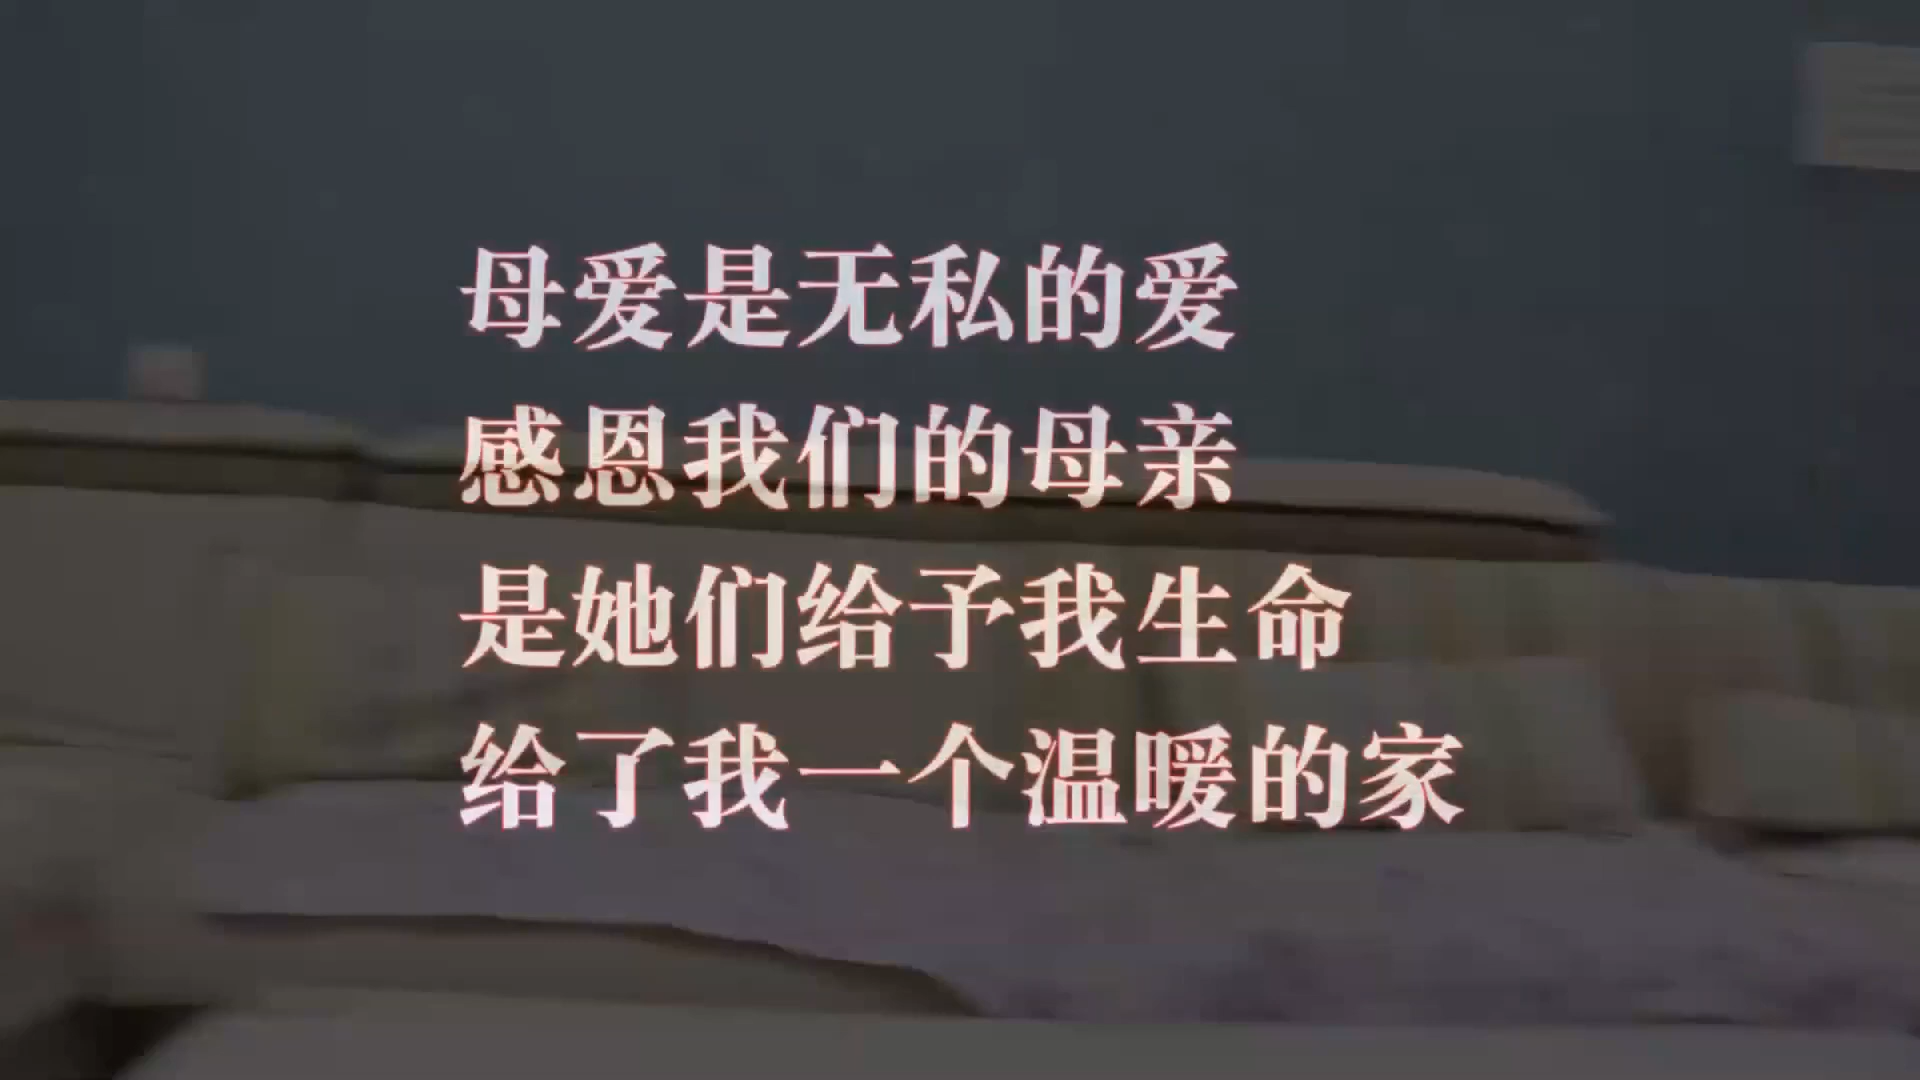 母爱是无私的爱
感恩我们的母亲
是她们给予我生命
给了我一个温暖的家